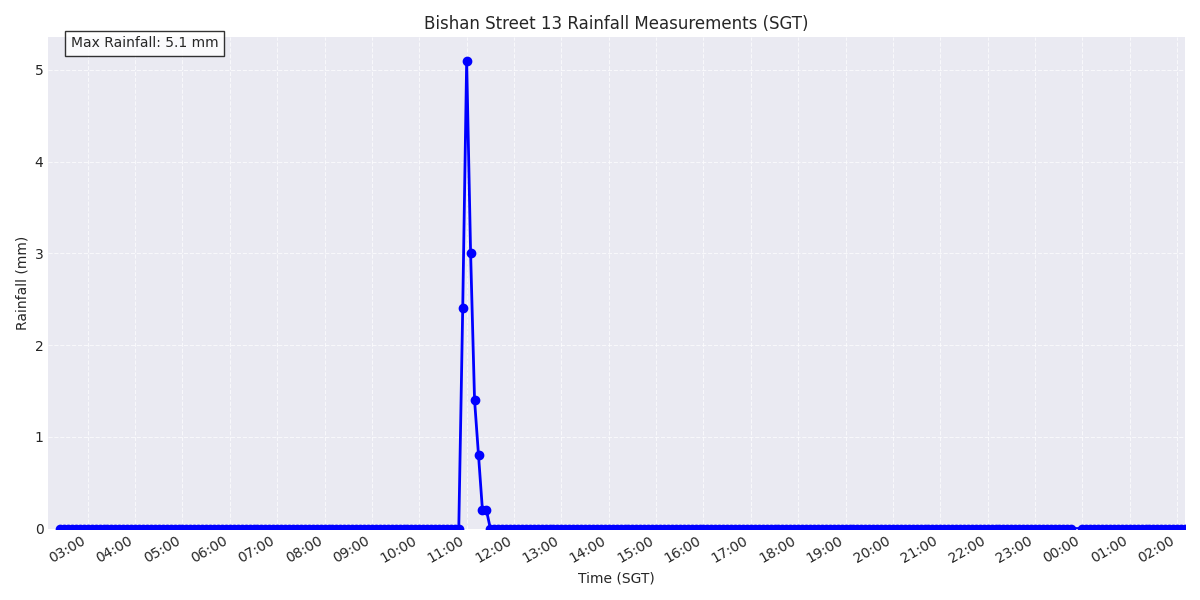 Bishan Street 13 Rainfall Measurements (SGT)
Max Rainfall: 5.1 mm
5
4
3
2
1
0
Rainfall (mm)
03:00 04:00 05:00 06:00 07:00 08:00 09:00 10:00 11:00 12:00 13:00 14:00 15:00 16:00 17:00 18:00 19:00 20:00 21:00 22:00 23:00 00:00 01:00 02:00
Time (SGT)